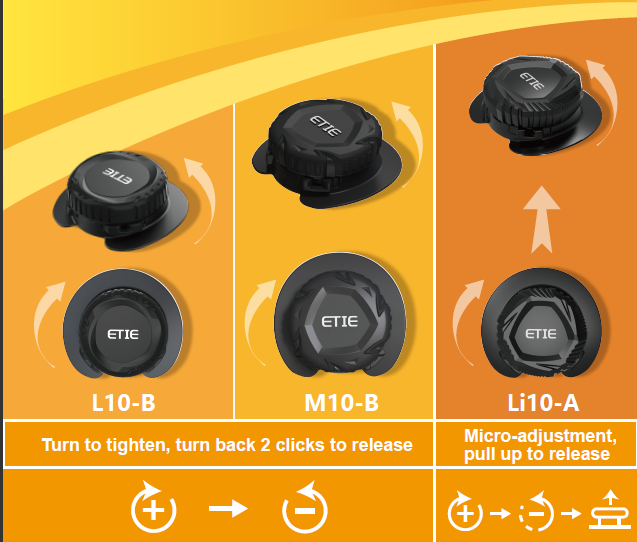 ETIE
ETIE
ETIE
ETIE
ETIE
ETIE
L10-B
M10-B
Li10-A
Turn to tighten, turn back 2 clicks to release
Micro-adjustment,
pull up to release